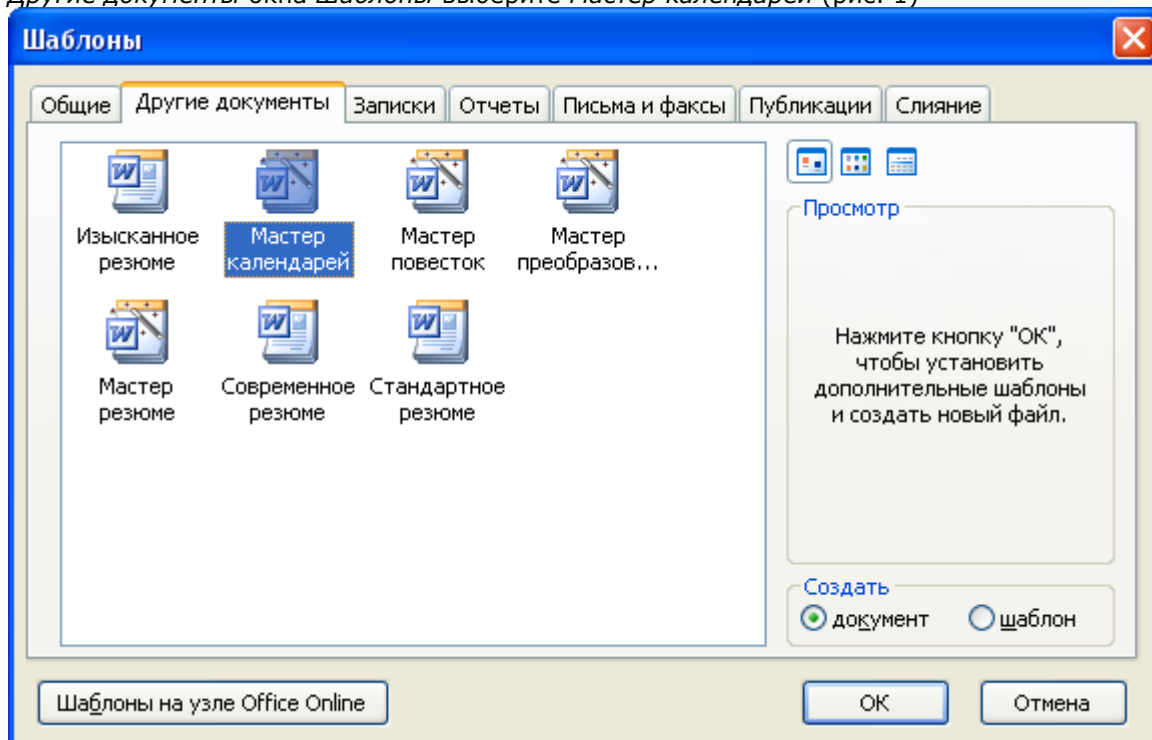 Другие документы окна Шаблоны выберите Мастер календарей (рис. 1)
Шаблоны
Общие Другие документы Записки Отчеты Письма и факсы Публикации Слияние
Изысканное резюме
Мастер календарей
Мастер повесток
Мастер преобразов...
Мастер резюме
Современное резюме
Стандартное резюме
Просмотр
Нажмите кнопку "ОК",
чтобы установить
дополнительные шаблоны
и создать новый файл.
Создать
документ шаблон
Шаблоны на узле Office Online ОК Отмена